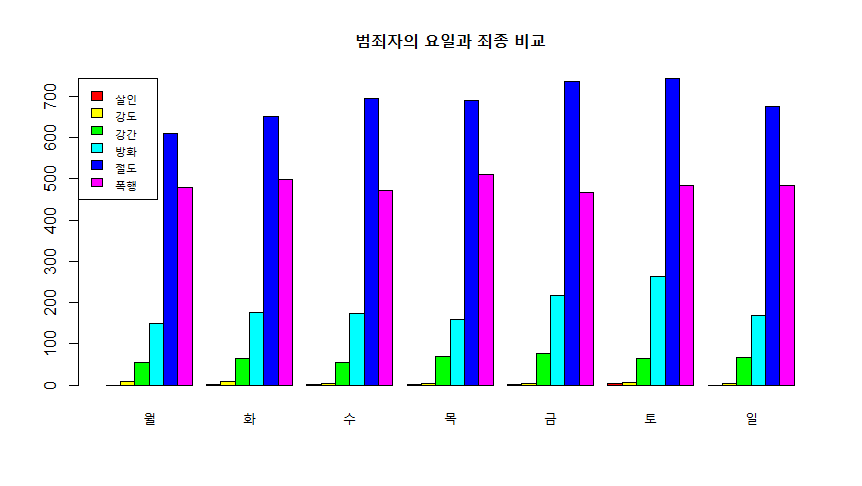 범죄자의 요일과 죄종 비교
살인
강도
강간
방화
절도
폭행
700
600
500
400
300
200
100
0
월 화 수 목 금 토 일